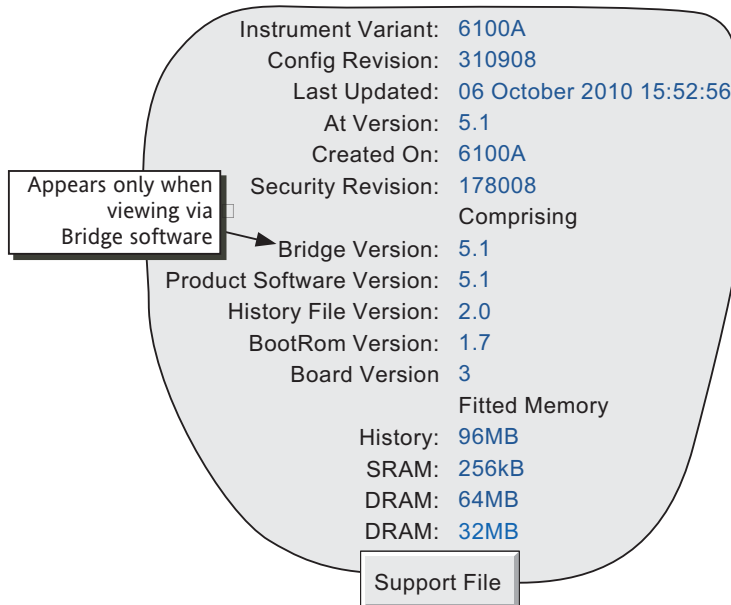 Instrument Variant: 6100A
Config Revision: 310908
Last Updated: 06 October 2010 15:52:56
At Version: 5.1
Created On: 6100A
Security Revision: 178008
Comprising
Appears only when
viewing via
Bridge software
Bridge Version: 5.1
Product Software Version: 5.1
History File Version: 2.0
BootRom Version: 1.7
Board Version 3
Fitted Memory
History: 96MB
SRAM: 256kB
DRAM: 64MB
DRAM: 32MB
Support File